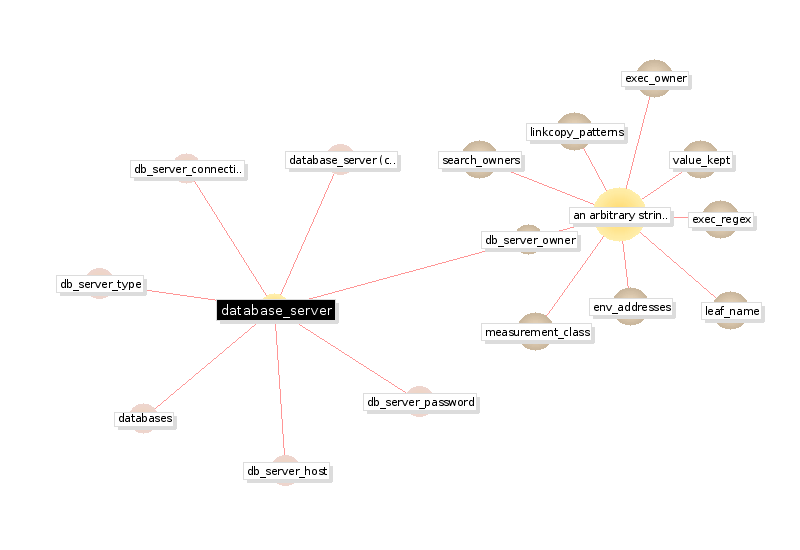 exec_owner
linkcopy_patterns
search_owners
value_kept
database_server (c..
db_server_connecti..
an arbitrary strin..
exec_regex
db_server_owner
db_server_type
database_server
env_addresses
leaf_name
measurement_class
db_server_password
databases
db_server_host